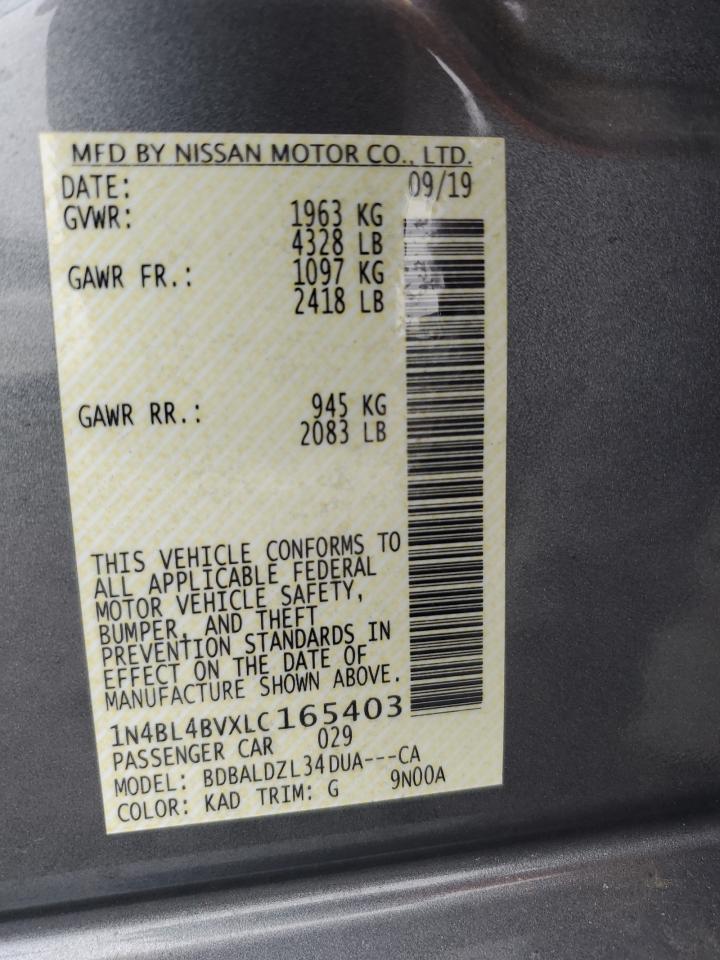 MFD BY NISSAN MOTOR CO., LTD.
DATE: 09/19
GVWR: 1963 KG
4328 LB
GAWR FR.: 1097 KG
2418 LB
GAWR RR.: 945 KG
2083 LB
THIS VEHICLE CONFORMS TO
ALL APPLICABLE FEDERAL
MOTOR VEHICLE SAFETY,
BUMPER, AND THEFT
PREVENTION STANDARDS IN
EFFECT ON THE DATE OF
MANUFACTURE SHOWN ABOVE.
1N4BL4BVXLC165403
PASSENGER CAR 029
MODEL: BDBALDZL34DUA---CA
COLOR: KAD TRIM: G 9N00A